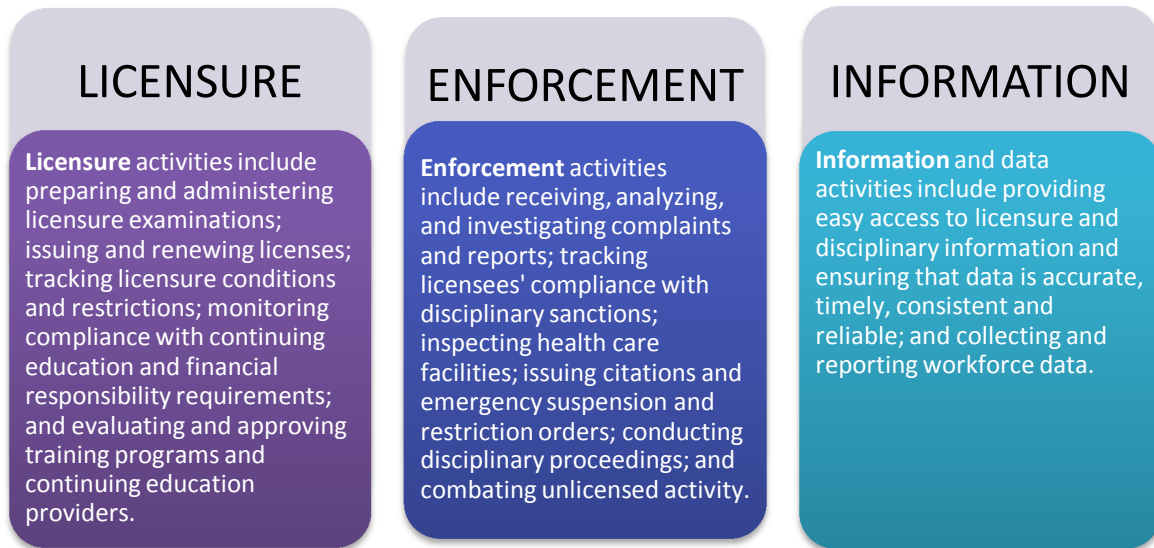 LICENSURE
Licensure activities include
preparing and administering
licensure examinations;
issuing and renewing licenses;
tracking licensure conditions
and restrictions; monitoring
compliance with continuing
education and financial
responsibility requirements;
and evaluating and approving
training programs and
continuing education
providers.
ENFORCEMENT
Enforcement activities
include receiving, analyzing,
and investigating complaints
and reports; tracking
licensees' compliance with
disciplinary sanctions;
inspecting health care
facilities; issuing citations and
emergency suspension and
restriction orders; conducting
disciplinary proceedings; and
combating unlicensed activity.
INFORMATION
Information and data
activities include providing
easy access to licensure and
disciplinary information and
ensuring that data is accurate,
timely, consistent and
reliable; and collecting and
reporting workforce data.